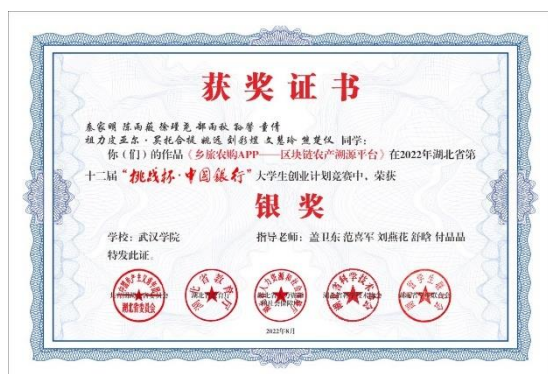 获奖证书
秦家明 陈雨薇 徐瑾尧 鄢雨秋 孙馨 童倩
祖力皮亚尔·莫托合板 姚远 刘彩煜 文慧玲 熊楚仪 同学:
你(们)的作品《乡旅农购APP——区块链农产溯源平台》在2022年湖北省第
十二届“挑战杯·中国银行”大学生创业计划竞赛中,荣获
银奖
学校:武汉学院 指导老师:盖卫东 范喜军 刘燕花 舒晗 付晶晶
特发此证。
2022年8月